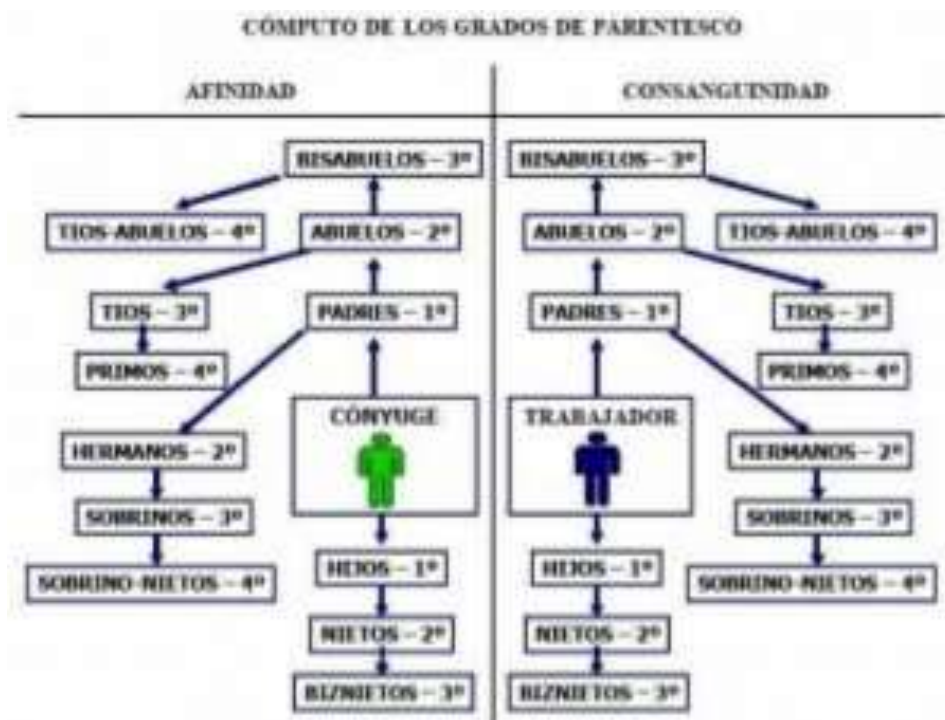 CÓMPUTO DE LOS GRADOS DE PARENTESCO
AFINIDAD
BISABUELOS – 3º
TIOS-ABUELOS – 4º
ABUELOS – 2º
TIOS – 3º
PADRES – 1º
PRIMOS – 4º
CÓNYUGE
HERMANOS – 2º
SOBRINOS – 3º
HIJOS – 1º
SOBRINO-NIETOS – 4º
NIETOS – 2º
BIZNIETOS – 3º
CONSANGUINIDAD
BISABUELOS – 3º
ABUELOS – 2º
TIOS-ABUELOS – 4º
PADRES – 1º
TIOS – 3º
PRIMOS – 4º
TRABAJADOR
HERMANOS – 2º
SOBRINOS – 3º
HIJOS – 1º
SOBRINO-NIETOS – 4º
NIETOS – 2º
BIZNIETOS – 3º